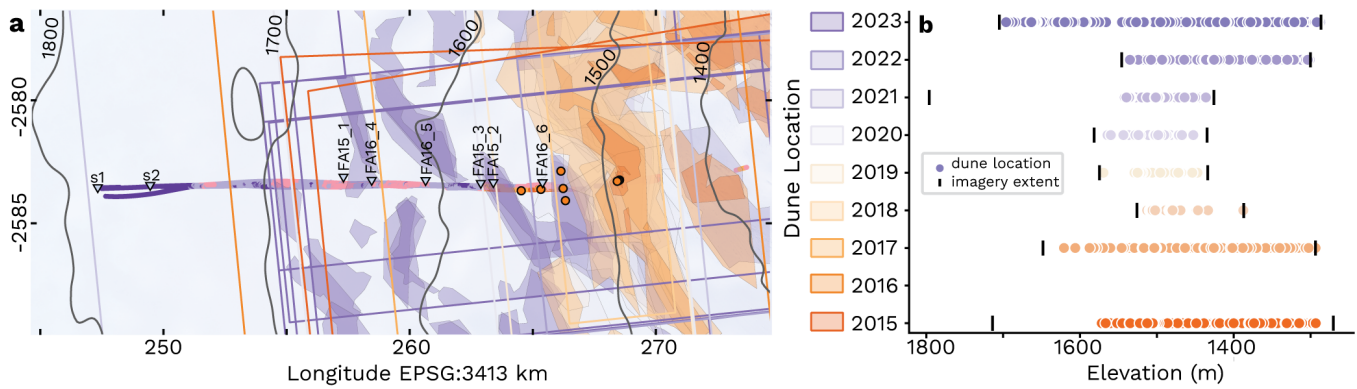 a
1800
1700
1600
1500
1400
s1
s2
FA15_1
FA16_4
FA16_5
FA15_3
FA15_2
FA16_6
-2580
-2585
250
260
270
Longitude EPSG:3413 km
Dune Location
2023
2022
2021
2020
2019
2018
2017
2016
2015
b
dune location
imagery extent
1800
1600
1400
Elevation (m)